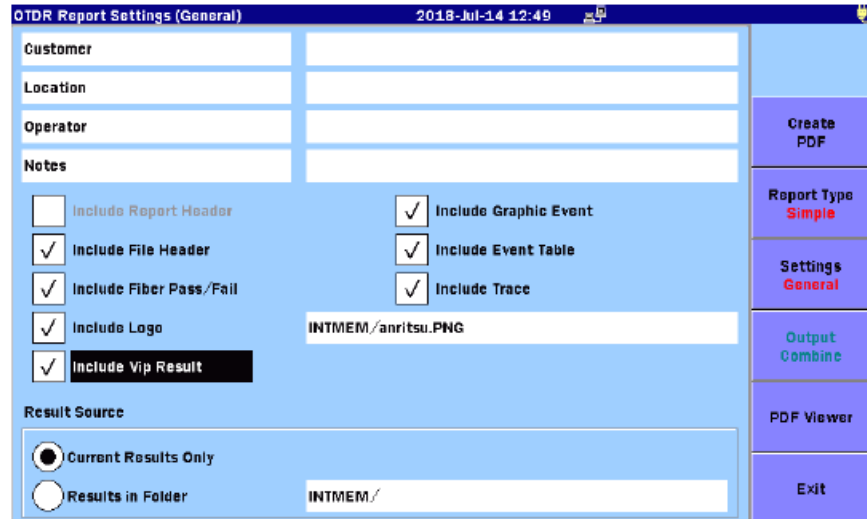 OTDR Report Settings (General) 2018-Jul-14 12:49
Customer
Location
Operator
Notes
Include Report Header
Include Graphic Event
Include File Header
Include Event Table
Include Fiber Pass/Fail
Include Trace
Include Logo
INTMEM/anritsu.PNG
Include Vip Result
Result Source
Current Results Only
Results in Folder
INTMEM/
Create
PDF
Report Type
Simple
Settings
General
Output
Combine
PDF Viewer
Exit